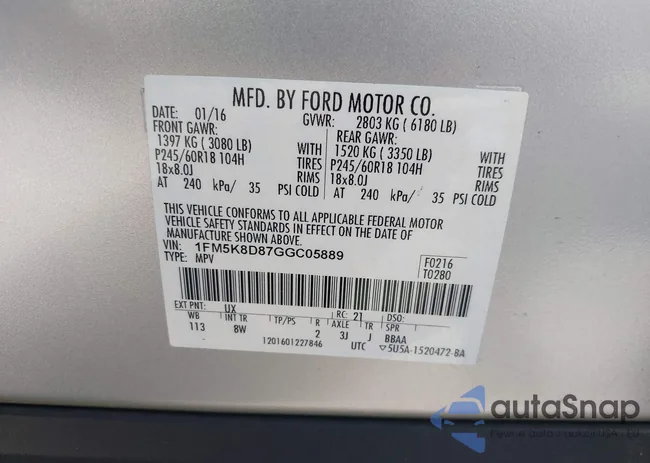 MFD. BY FORD MOTOR CO.
DATE: 01/16 GVWR: 2803 KG ( 6180 LB)
FRONT GAWR: REAR GAWR:
1397 KG ( 3080 LB) WITH 1520 KG ( 3350 LB) WITH
P245/60R18 104H TIRES P245/60R18 104H TIRES
18x8.0J RIMS 18x8.0J RIMS
AT 240 kPa/ 35 PSI COLD AT 240 kPa/ 35 PSI COLD
THIS VEHICLE CONFORMS TO ALL APPLICABLE FEDERAL MOTOR
VEHICLE SAFETY STANDARDS IN EFFECT ON THE DATE OF
MANUFACTURE SHOWN ABOVE.
VIN: 1FM5K8D87GGC05889 F0216
TYPE: MPV T0280
EXT PNT: UX RC: 21 DSO:
WB INT TR TP/PS R AXLE TR SPR
113 8W 2 3J J BBAA
1201601227846 UTC ▽5U5A-1520472-BA
autaSnap